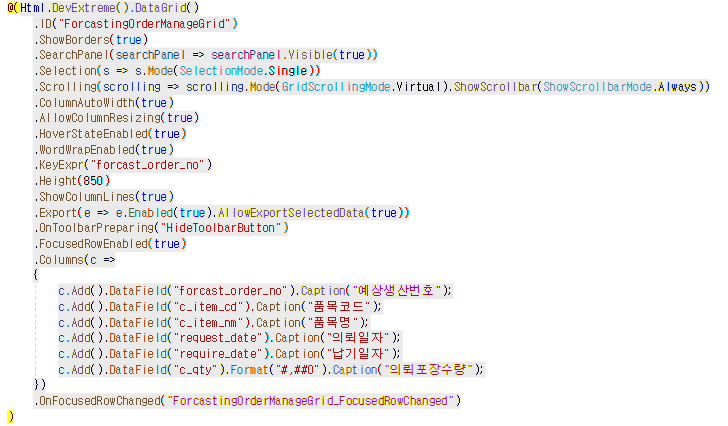 @(Html.DevExtreme().DataGrid()
.ID("ForcastingOrderManageGrid")
.ShowBorders(true)
.SearchPanel(searchPanel => searchPanel.Visible(true))
.Selection(s => s.Mode(SelectionMode.Single))
.Scrolling(scrolling => scrolling.Mode(GridScrollingMode.Virtual).ShowScrollbar(ShowScrollbarMode.Always))
.ColumnAutoWidth(true)
.AllowColumnResizing(true)
.HoverStateEnabled(true)
.WordWrapEnabled(true)
.KeyExpr("forcast_order_no")
.Height(850)
.ShowColumnLines(true)
.Export(e => e.Enabled(true).AllowExportSelectedData(true))
.OnToolbarPreparing("HideToolbarButton")
.FocusedRowEnabled(true)
.Columns(c =>
{
c.Add().DataField("forcast_order_no").Caption("예상생산번호");
c.Add().DataField("c_item_cd").Caption("품목코드");
c.Add().DataField("c_item_nm").Caption("품목명");
c.Add().DataField("request_date").Caption("의뢰일자");
c.Add().DataField("require_date").Caption("납기일자");
c.Add().DataField("c_qty").Format("#,##0").Caption("의뢰포장수량");
})
.OnFocusedRowChanged("ForcastingOrderManageGrid_FocusedRowChanged")
)